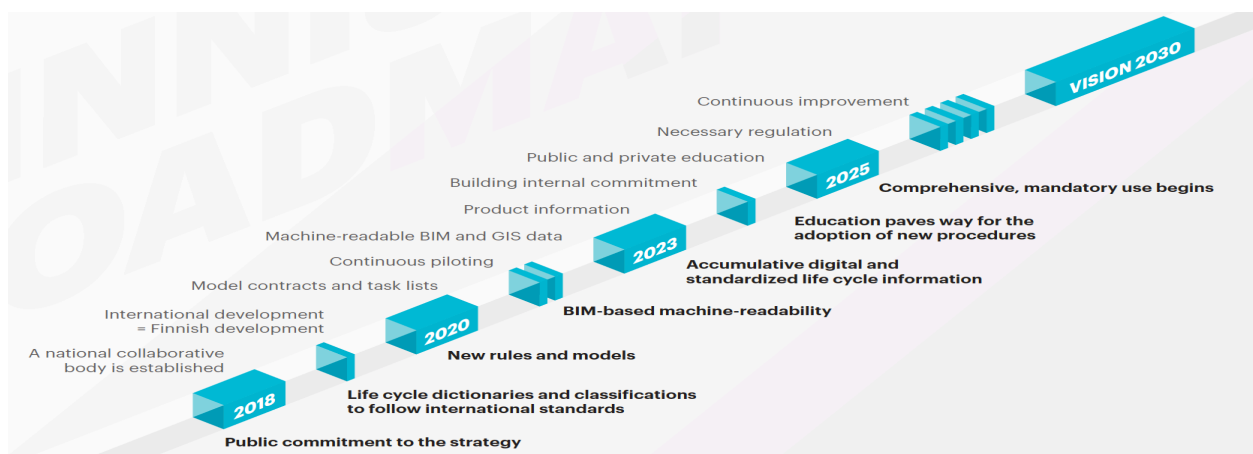 Continuous improvement
Necessary regulation
Public and private education
Building internal commitment
Product information
Machine-readable BIM and GIS data
Continuous piloting
Model contracts and task lists
International development
= Finnish development
A national collaborative
body is established
2018
2020
2023
2025
VISION 2030
Comprehensive, mandatory use begins
Education paves way for the
adoption of new procedures
Accumulative digital and
standardized life cycle information
BIM-based machine-readability
New rules and models
Life cycle dictionaries and classifications
to follow international standards
Public commitment to the strategy